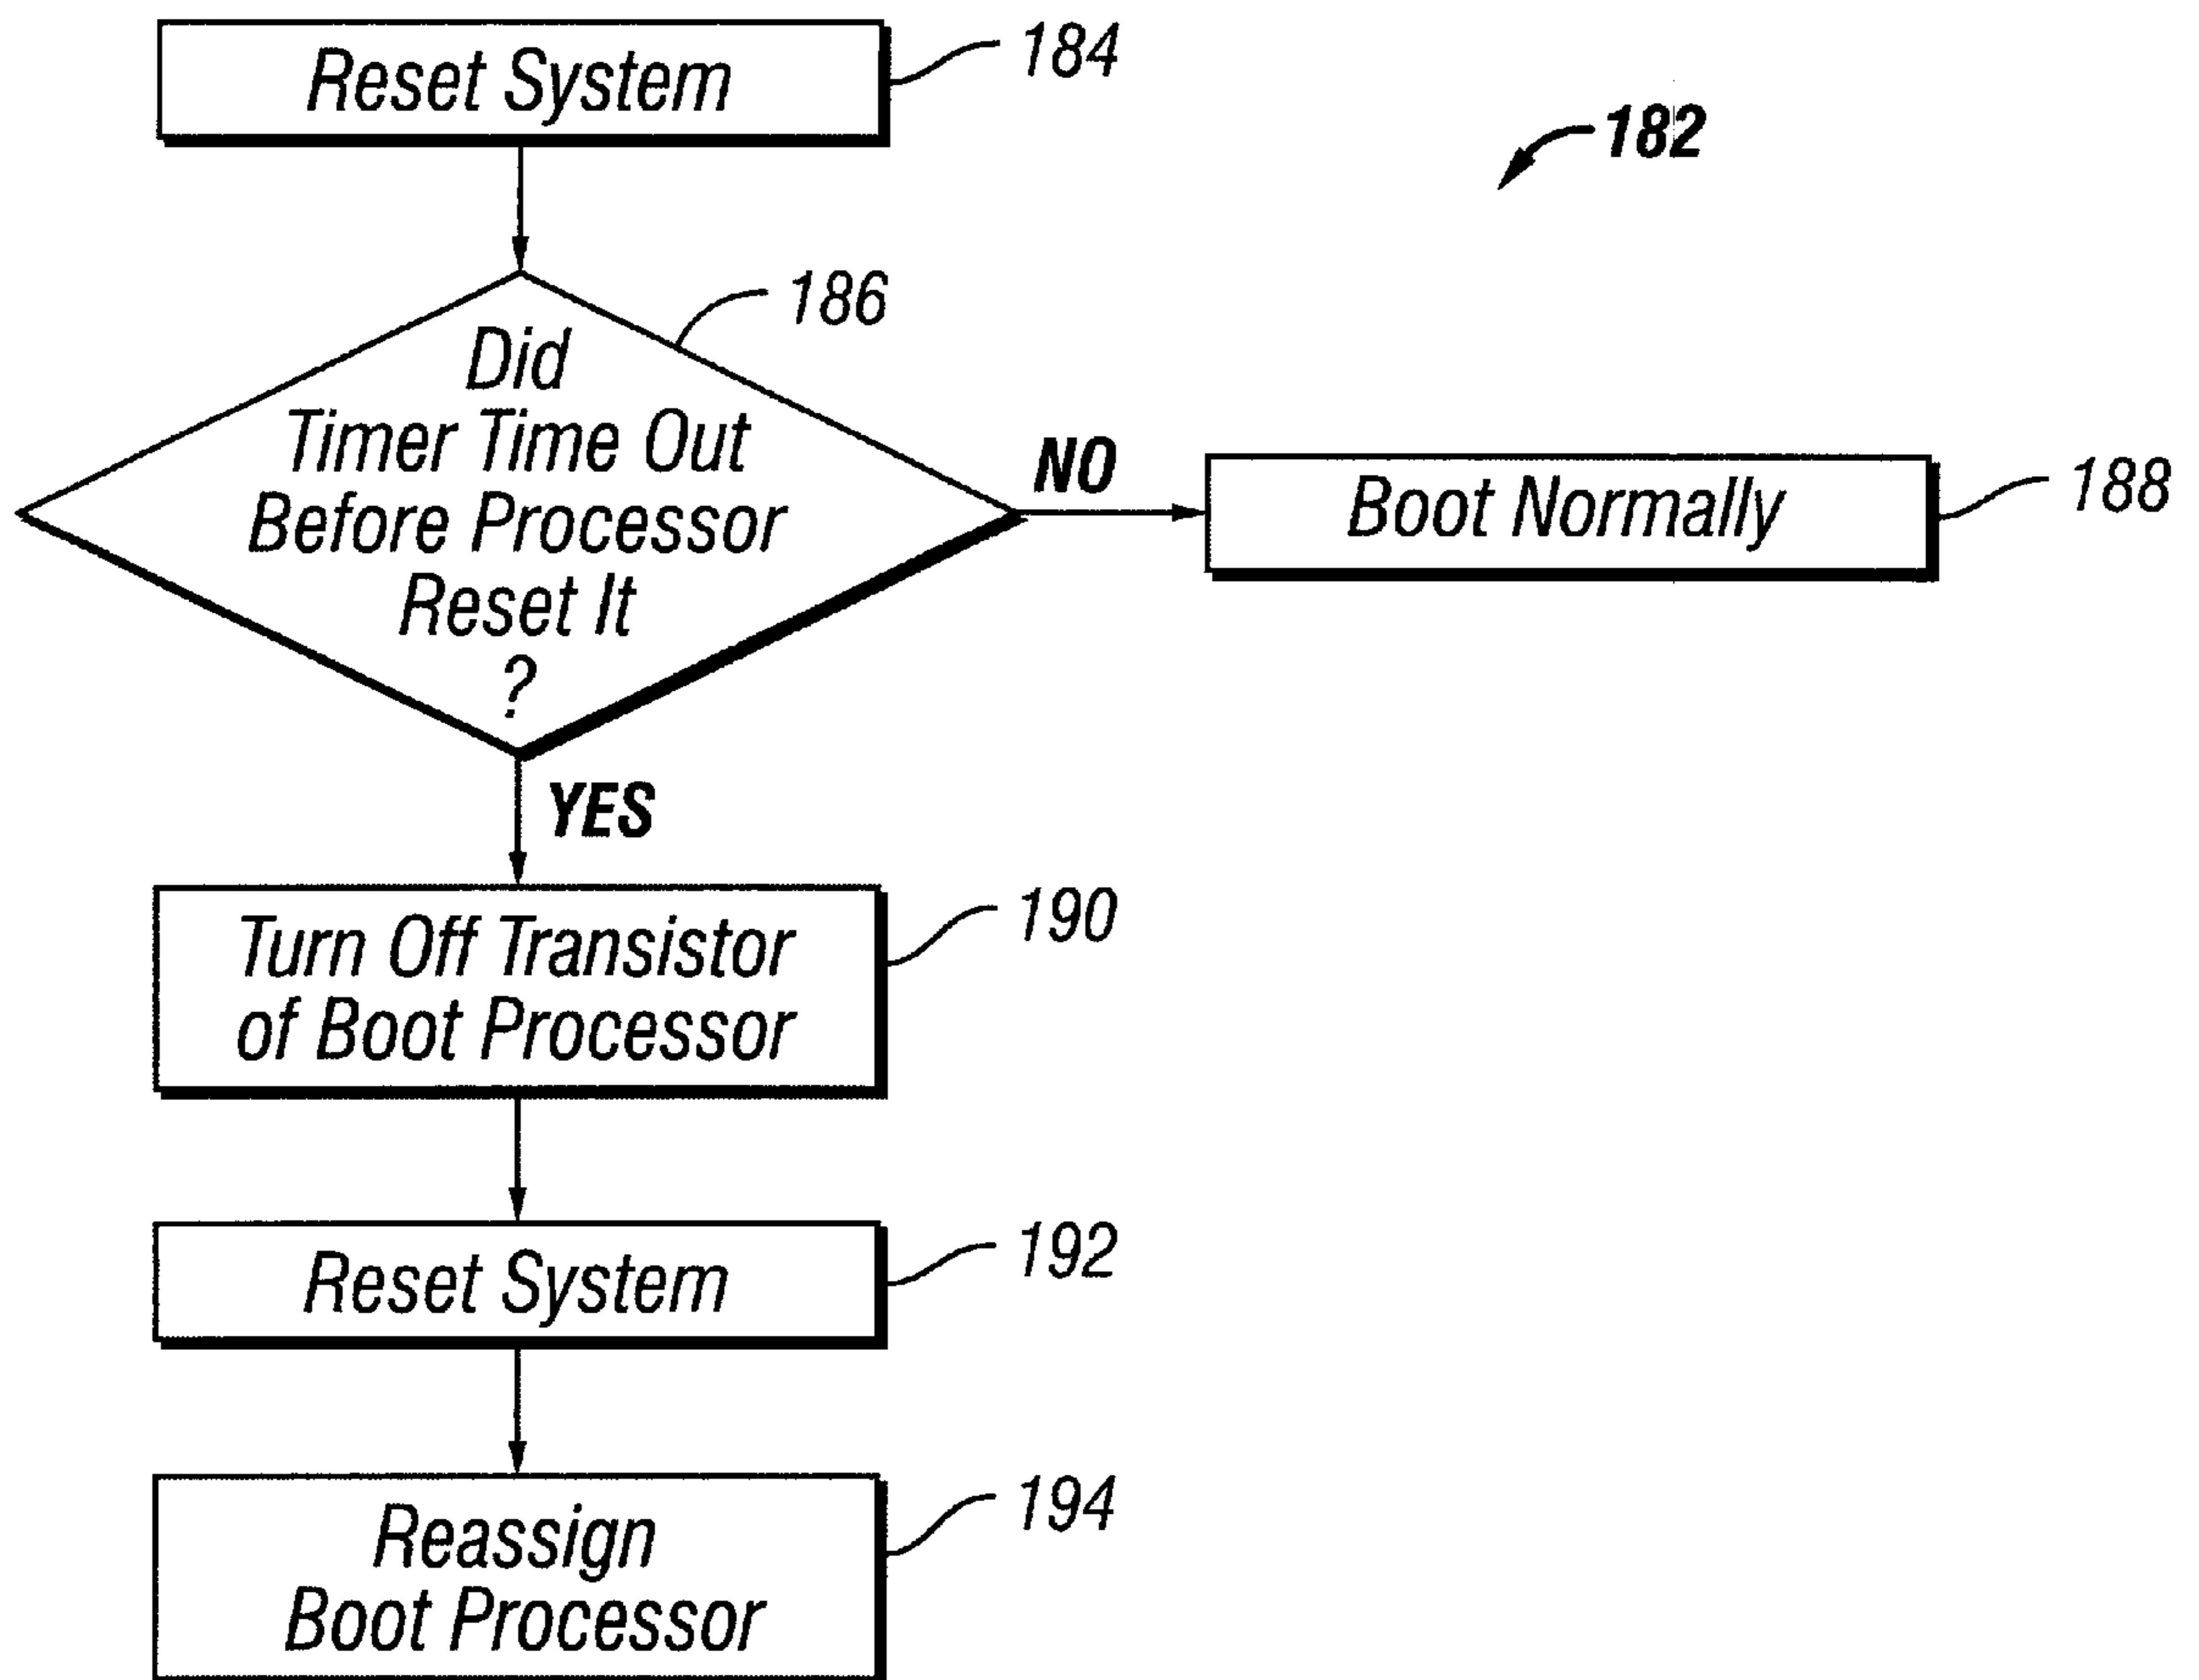 Reset System
184
182
186
Did
Timer Time Out
Before Processor
Reset It
?
NO
Boot Normally
188
YES
Turn Off Transistor
of Boot Processor
190
Reset System
192
Reassign
Boot Processor
194